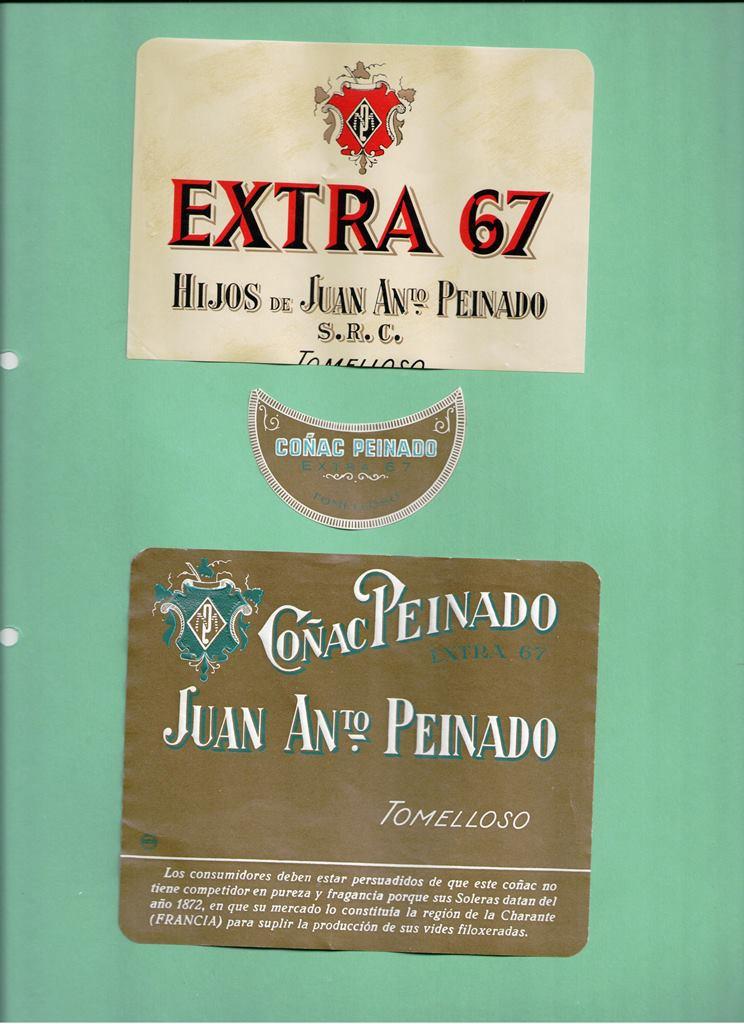 EXTRA 67
HIJOS DE JUAN ANTO PEINADO
S.R.C.
TOMELLOSO
COÑAC PEINADO
EXTRA 67
TOMELLOSO
COÑAC PEINADO
EXTRA 67
JUAN ANTO PEINADO
TOMELLOSO
Los consumidores deben estar persuadidos de que este coñac no
tiene competidor en pureza y fragancia porque sus Soleras datan del
año 1872, en que su mercado lo constituía la región de la Charante
(FRANCIA) para suplir la producción de sus vides filoxeradas.